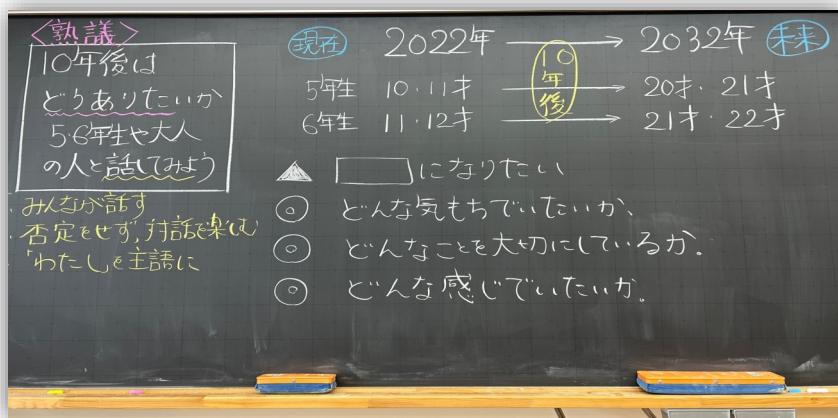 <熟議>
10年後は
どうありたいか
5・6年生や大人
の人と話してみよう
・みんなが話す
・否定をせず,対話を楽しむ
・「わたし」を主語に
現在 2022年 → 2032年 未来
10年後
5年生 10・11才 → 20才・21才
6年生 11・12才 → 21才・22才
▲ □になりたい
◎ どんな気もちでいたいか、
◎ どんなことを大切にしているか。
◎ どんな感じでいたいか。